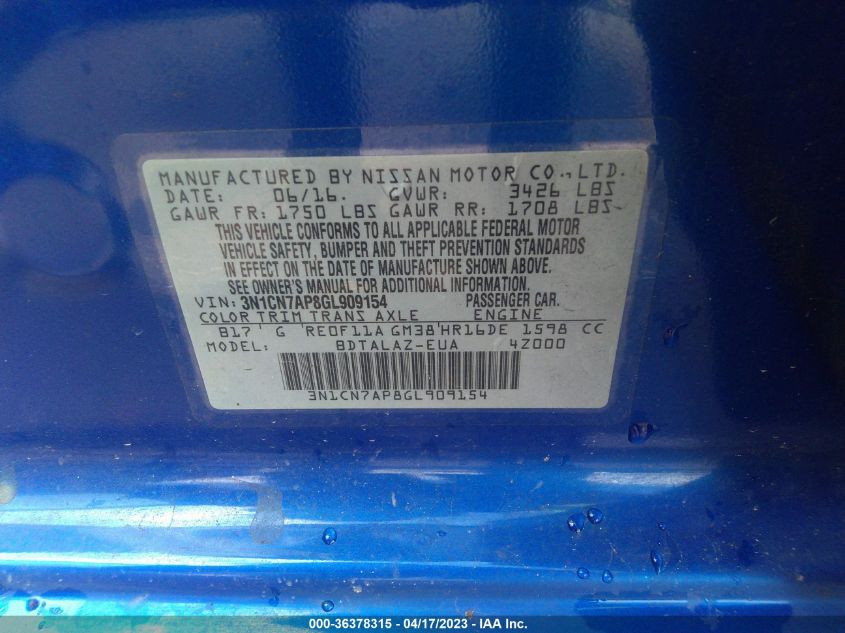 MANUFACTURED BY NISSAN MOTOR CO., LTD.
DATE: 06/16. GVWR: 3426 LBS
GAWR FR: 1750 LBS GAWR RR: 1708 LBS
THIS VEHICLE CONFORMS TO ALL APPLICABLE FEDERAL MOTOR
VEHICLE SAFETY, BUMPER AND THEFT PREVENTION STANDARDS
IN EFFECT ON THE DATE OF MANUFACTURE SHOWN ABOVE.
SEE OWNER'S MANUAL FOR ADDITIONAL INFORMATION.
VIN: 3N1CN7AP8GL909154 PASSENGER CAR.
COLOR TRIM TRANS AXLE ENGINE
B17 G RE0F11A GM38 HR16DE 1598 CC
MODEL: BDTALAZ-EUA 4Z000
3N1CN7AP8GL909154
000-36378315 - 04/17/2023 - IAA Inc.